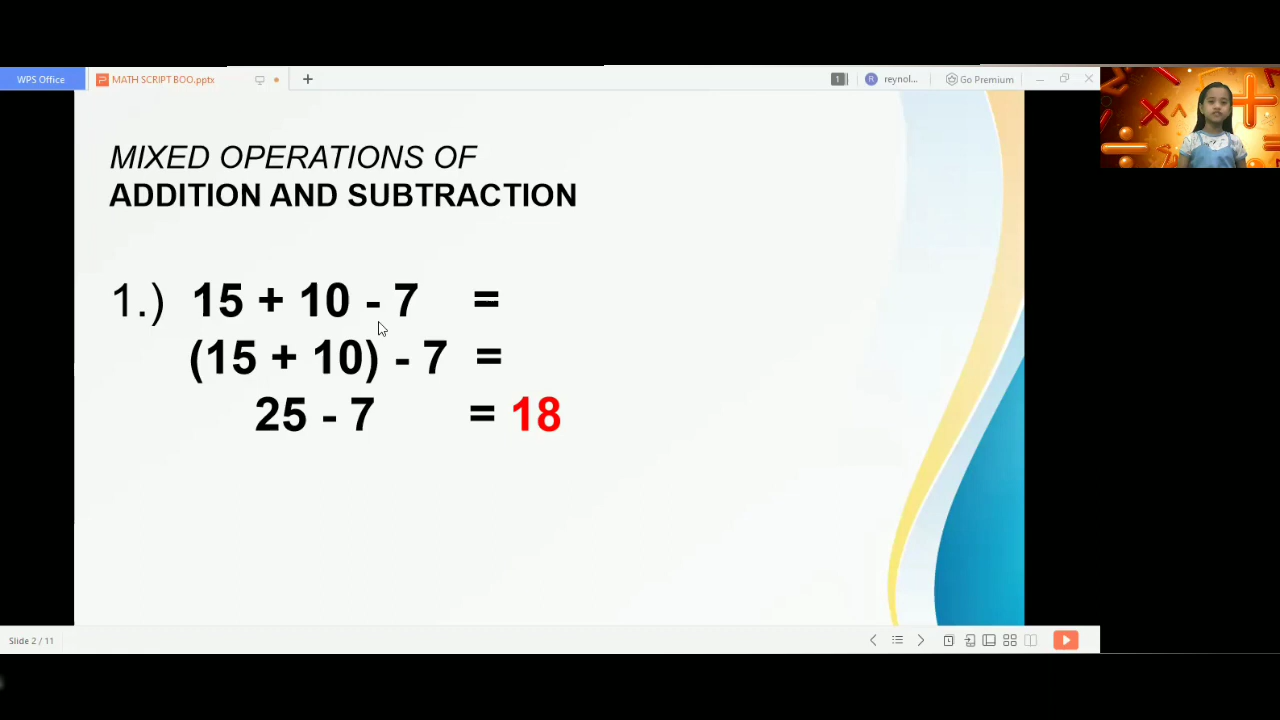 WPS Office
MATH SCRIPT BOO.pptx
+
1
R
reynol...
Go Premium
MIXED OPERATIONS OF
ADDITION AND SUBTRACTION
1.) 15 + 10 - 7 =
(15 + 10) - 7 =
25 - 7 = 18
Slide 2 / 11